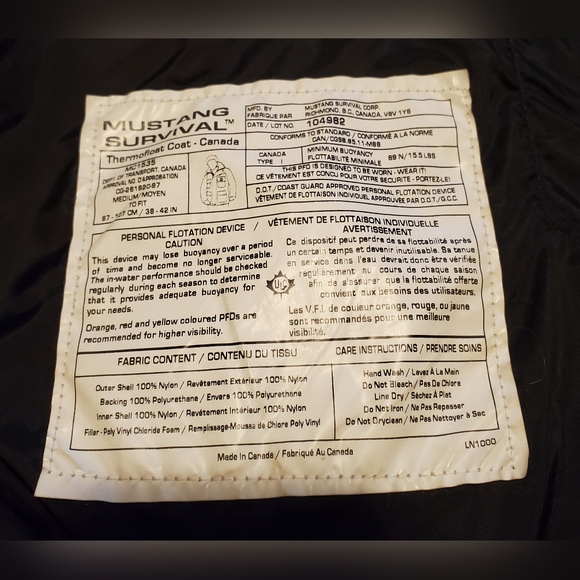 MUSTANG
SURVIVAL™
Thermofloat Coat - Canada
MC1535
DEPT. OF TRANSPORT, CANADA
APPROVAL NO D'APPROBATION
CG-261920-97
MEDIUM/MOYEN
TO FIT
97 - 107 CM / 38 - 42 IN
MFG. BY
FABRIQUE PAR
MUSTANG SURVIVAL CORP.
RICHMOND, B.C., CANADA, V6V 1Y8
DATE / LOT NO. 104982
CONFORMS TO STANDARD / CONFORMÉ À LA NORME
CAN/CGSB.65.11-M88
CANADA
TYPE I
MINIMUM BUOYANCY
FLOTTABILITÉ MINIMALE
69 N / 15.5 LBS
THIS PFD IS DESIGNED TO BE WORN - WEAR IT!
CE VÊTEMENT EST CONCU POUR VOTRE SECURITE - PORTEZ-LE!
D.O.T./COAST GUARD APPROVED PERSONAL FLOTATION DEVICE
VÊTEMENT DE FLOTTAISON INDIVIDUEL APPROUVÉ PAR D.O.T./G.C.C.
PERSONAL FLOTATION DEVICE / VÊTEMENT DE FLOTTAISON INDIVIDUELLE
CAUTION
This device may lose buoyancy over a period
of time and become no longer serviceable.
The in-water performance should be checked
regularly during each season to determine
that it provides adequate buoyancy for
your needs.
Orange, red and yellow coloured PFDs are
recommended for higher visibility.
UIC
AVERTISSEMENT
Ce dispositif peut perdre de sa flottabilité après
un certain temps et devenir inutilisable. Sa tenue
en service dans l'eau devrait donc être vérifiée
régulièrement au cours de chaque saison
afin de s'assurer que la flottabilité offerte
convient aux besoins des utilisateurs.
Les V.F.I. de couleur orange, rouge, ou jaune
sont recommandés pour une meilleure
visibilité.
FABRIC CONTENT / CONTENU DU TISSU
Outer Shell 100% Nylon / Revêtement Extérieur 100% Nylon
Backing 100% Polyurethane / Envers 100% Polyurethane
Inner Shell 100% Nylon / Revêtement Intérieur 100% Nylon
Filler - Poly Vinyl Chloride Foam / Remplissage-Mousse de Chlore Poly Vinyl
CARE INSTRUCTIONS / PRENDRE SOINS
Hand Wash / Lavez À La Main
Do Not Bleach / Pas De Chlore
Line Dry / Séchez À Plat
Do Not Iron / Ne Pas Repasser
Do Not Dryclean / Ne Pas Nettoyer à Sec
Made In Canada / Fabriqué Au Canada
LN1000